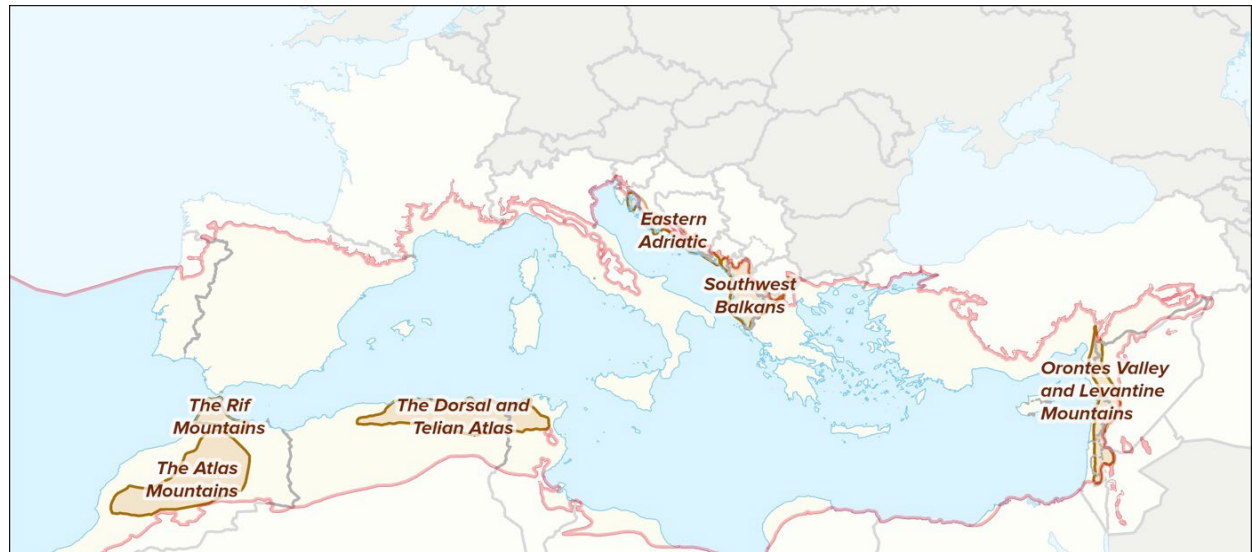 Eastern
Adriatic
Southwest
Balkans
Orontes Valley
and Levantine
Mountains
The Rif
Mountains
The Dorsal and
Telian Atlas
The Atlas
Mountains